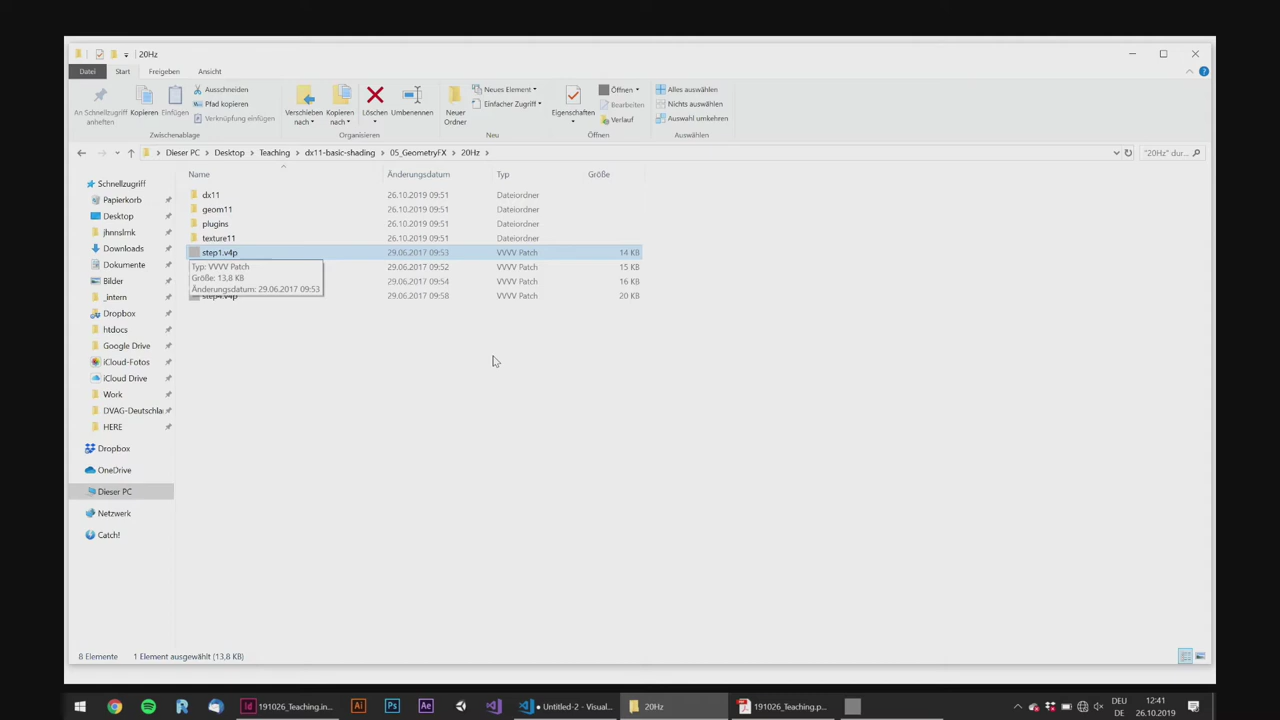 20Hz
Datei Start Freigeben Ansicht
An Schnellzugriff anheften
Kopieren
Einfügen
Ausschneiden
Pfad kopieren
Verknüpfung einfügen
Zwischenablage
Verschieben nach
Kopieren nach
Löschen
Umbenennen
Organisieren
Neuer Ordner
Neues Element
Einfacher Zugriff
Neu
Eigenschaften
Öffnen
Bearbeiten
Verlauf
Öffnen
Alles auswählen
Nichts auswählen
Auswahl umkehren
Auswählen
Dieser PC > Desktop > Teaching > dx11-basic-shading > 05_GeometryFX > 20Hz >
"20Hz" dur...
Name Änderungsdatum Typ Größe
dx11 26.10.2019 09:51 Dateiordner
geom11 26.10.2019 09:51 Dateiordner
plugins 26.10.2019 09:51 Dateiordner
texture11 26.10.2019 09:51 Dateiordner
step1.v4p 29.06.2017 09:53 VVVV Patch 14 KB
29.06.2017 09:52 VVVV Patch 15 KB
29.06.2017 09:54 VVVV Patch 16 KB
step4.v4p 29.06.2017 09:58 VVVV Patch 20 KB
Typ: VVVV Patch
Größe: 13,8 KB
Änderungsdatum: 29.06.2017 09:53
Schnellzugriff
Papierkorb
Desktop
jhnnslmk
Downloads
Dokumente
Bilder
_intern
Dropbox
htdocs
Google Drive
iCloud-Fotos
iCloud Drive
Work
DVAG-Deutschla
HERE
Dropbox
OneDrive
Dieser PC
Netzwerk
Catch!
8 Elemente 1 Element ausgewählt (13,8 KB)
191026_Teaching.in...
Ai
Ps
Ae
● Untitled-2 - Visual...
20Hz
191026_Teaching.p...
DEU
DE
12:41
26.10.2019